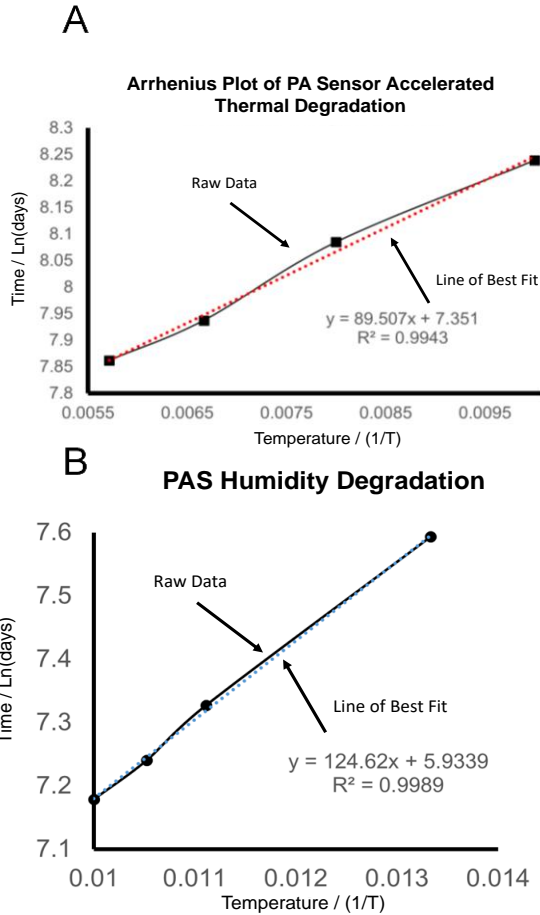 A
Arrhenius Plot of PA Sensor Accelerated
Thermal Degradation
8.3
8.25
8.2
8.15
8.1
8.05
8
7.95
7.9
7.85
7.8
Time / Ln(days)
Raw Data
Line of Best Fit
y = 89.507x + 7.351
R² = 0.9943
0.0055 0.0065 0.0075 0.0085 0.0095
Temperature / (1/T)
B
PAS Humidity Degradation
7.6
7.5
7.4
7.3
7.2
7.1
Time / Ln(days)
Raw Data
Line of Best Fit
y = 124.62x + 5.9339
R² = 0.9989
0.01 0.011 0.012 0.013 0.014
Temperature / (1/T)